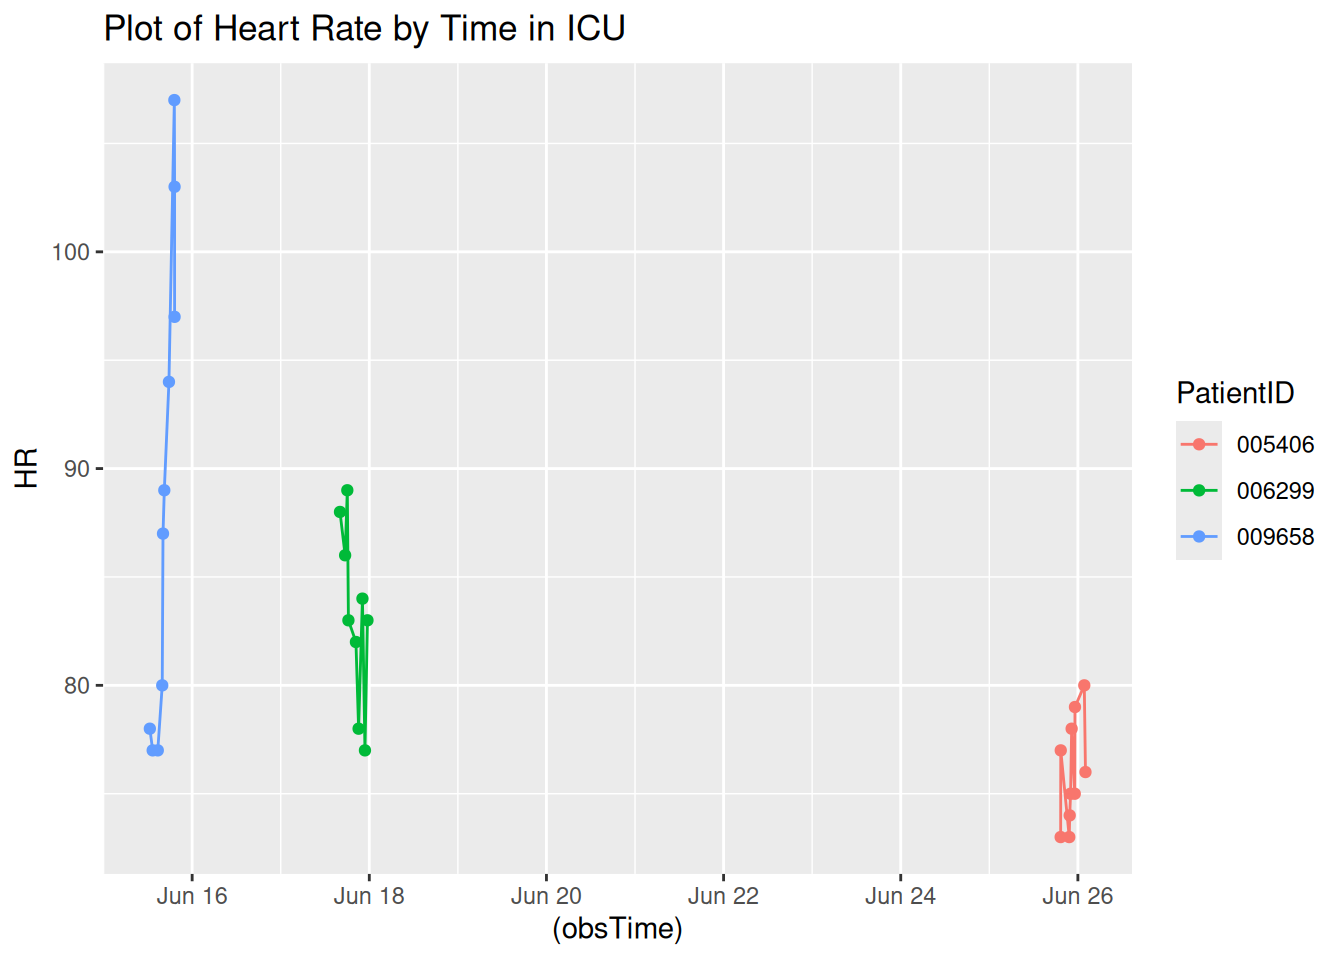 Plot of Heart Rate by Time in ICU
HR
100
90
80
Jun 16 Jun 18 Jun 20 Jun 22 Jun 24 Jun 26
(obsTime)
PatientID
005406
006299
009658